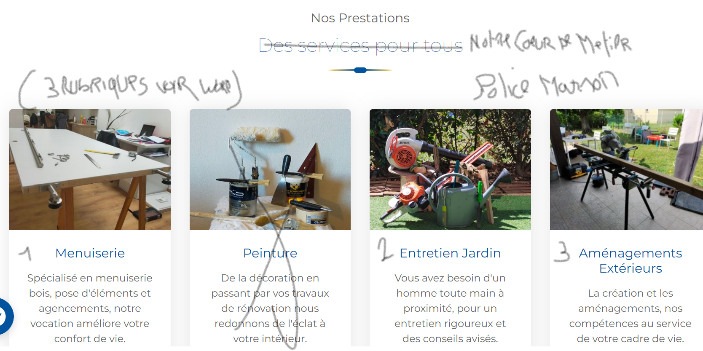 Nos Prestations
Des services pour tous Notre Coeur de Metier
(3 RUBRIQUES VOIR WORD)
Police Marron
1 Menuiserie
Spécialisé en menuiserie
bois, pose d'éléments et
agencements, notre
vocation améliore votre
confort de vie.
Peinture
De la décoration en
passant par vos travaux
de rénovation nous
redonnons de l'éclat à
votre intérieur.
2 Entretien Jardin
Vous avez besoin d'un
homme toute main à
proximité, pour un
entretien rigoureux et
des conseils avisés.
3 Aménagements
Extérieurs
La création et les
aménagements, nos
compétences au service
de votre cadre de vie.